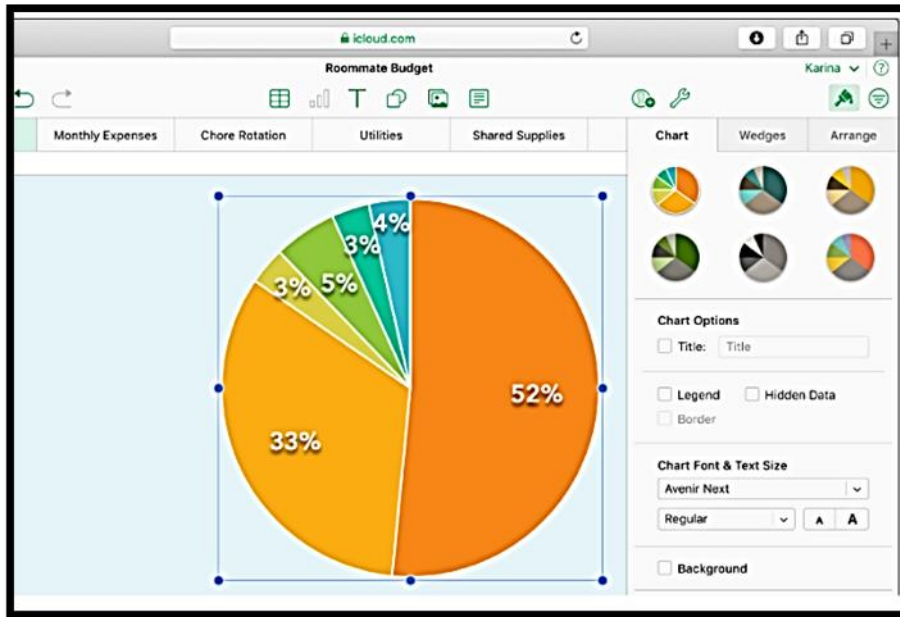 icloud.com
Roommate Budget
Karina
Monthly Expenses
Chore Rotation
Utilities
Shared Supplies
Chart
Wedges
Arrange
4%
3%
5%
3%
52%
33%
Chart Options
Title: Title
Legend
Hidden Data
Border
Chart Font & Text Size
Avenir Next
Regular
A A
Background